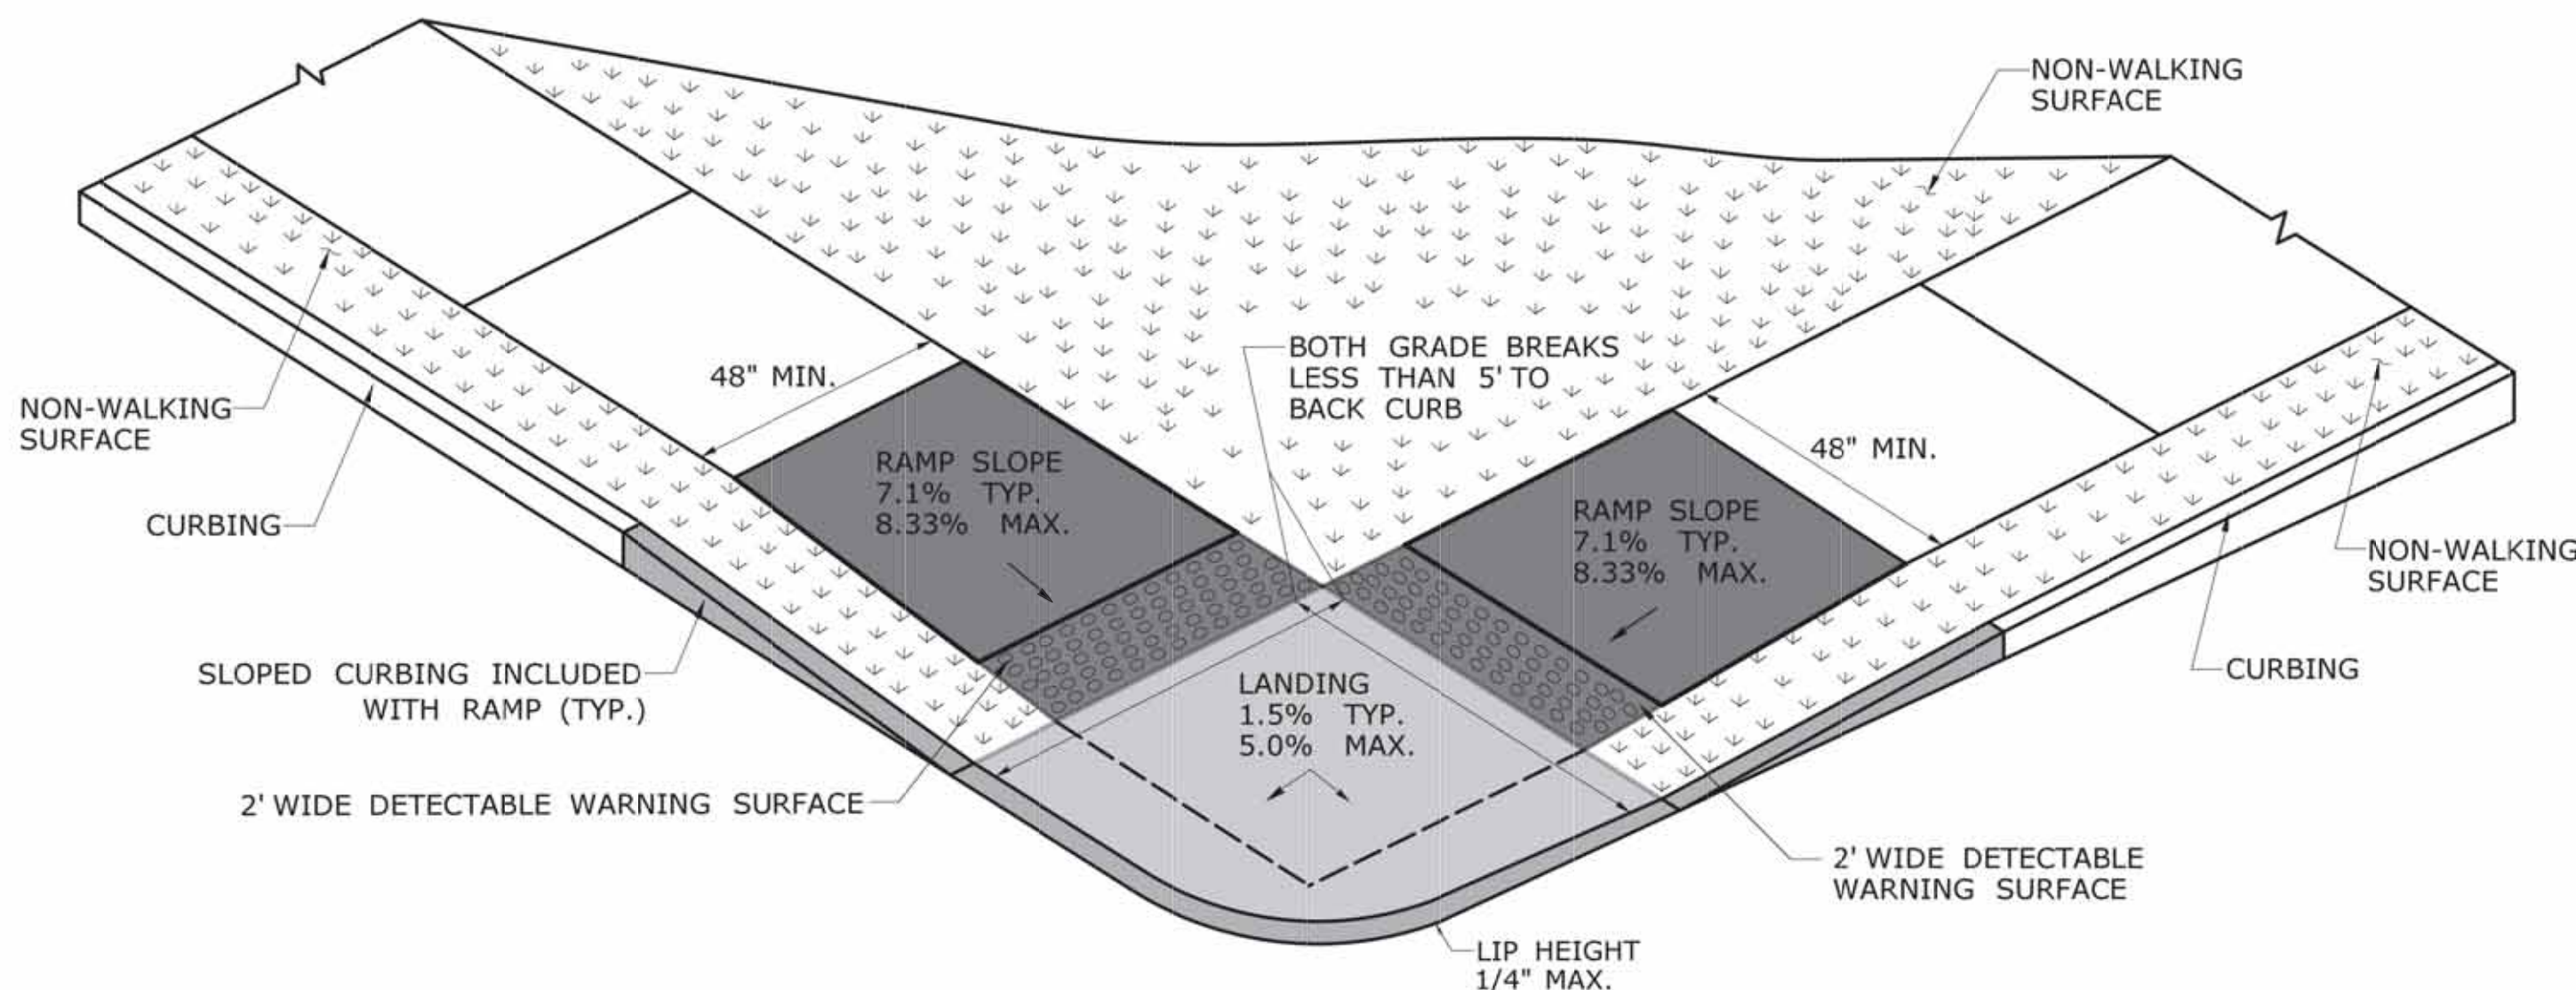 NON-WALKING
SURFACE
BOTH GRADE BREAKS
LESS THAN 5' TO
BACK CURB
48" MIN.
NON-WALKING
SURFACE
48" MIN.
RAMP SLOPE
7.1% TYP.
8.33% MAX.
RAMP SLOPE
7.1% TYP.
8.33% MAX.
CURBING
NON-WALKING
SURFACE
SLOPED CURBING INCLUDED
WITH RAMP (TYP.)
LANDING
1.5% TYP.
5.0% MAX.
CURBING
2' WIDE DETECTABLE WARNING SURFACE
2' WIDE DETECTABLE
WARNING SURFACE
LIP HEIGHT
1/4" MAX.